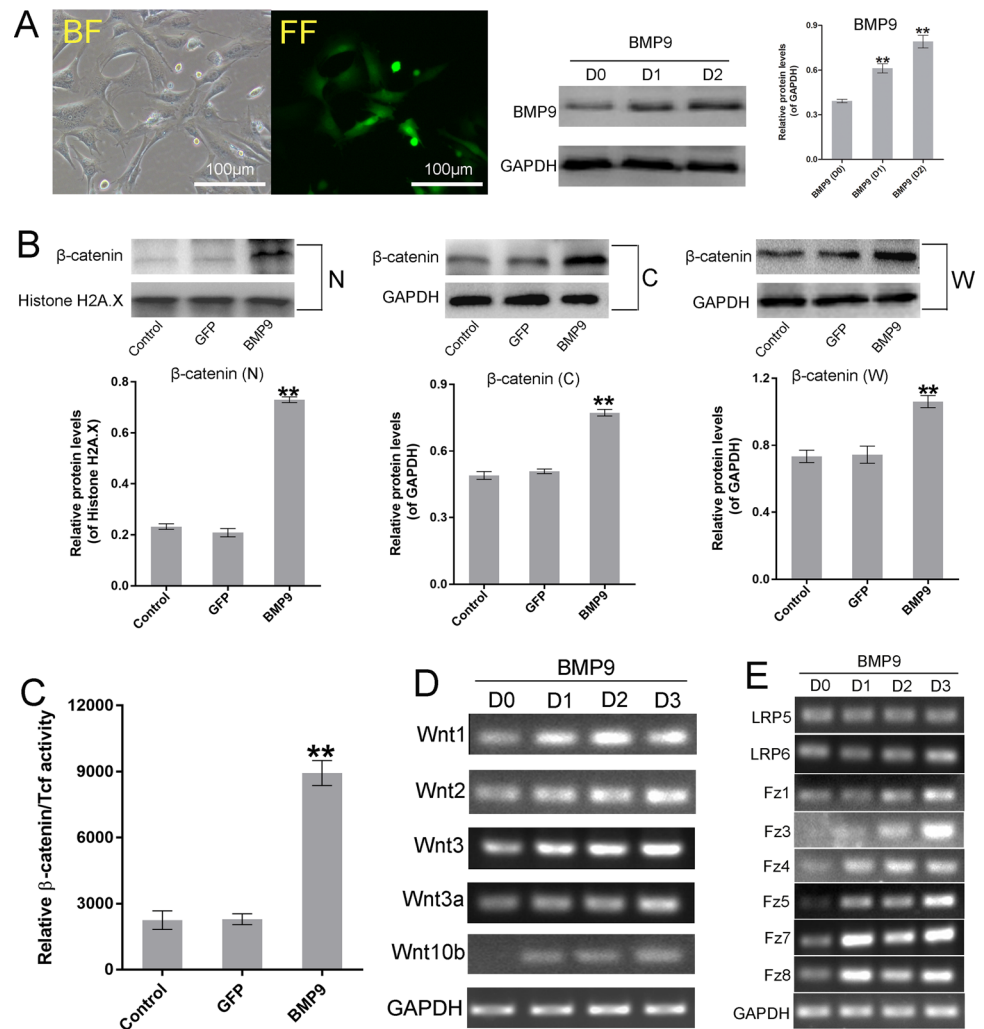 A
BF
FF
100μm
100μm
BMP9
D0 D1 D2
BMP9
GAPDH
BMP9
**
**
Relative protein levels
(of GAPDH)
0.9
0.6
0.3
0.0
BMP9 (D0)
BMP9 (D1)
BMP9 (D2)
B
β-catenin
Histone H2A.X
N
Control GFP BMP9
β-catenin
GAPDH
C
Control GFP BMP9
β-catenin
GAPDH
W
Control GFP BMP9
β-catenin (N)
**
Relative protein levels
(of Histone H2A.X)
0.8
0.6
0.4
0.2
0.0
Control GFP BMP9
β-catenin (C)
**
Relative protein levels
(of GAPDH)
0.9
0.6
0.3
0.0
Control GFP BMP9
β-catenin (W)
**
Relative protein levels
(of GAPDH)
1.2
0.8
0.4
0.0
Control GFP BMP9
C
Relative β-catenin/Tcf activity
12000
9000
6000
3000
0
**
Control GFP BMP9
D
BMP9
D0 D1 D2 D3
Wnt1
Wnt2
Wnt3
Wnt3a
Wnt10b
GAPDH
E
BMP9
D0 D1 D2 D3
LRP5
LRP6
Fz1
Fz3
Fz4
Fz5
Fz7
Fz8
GAPDH